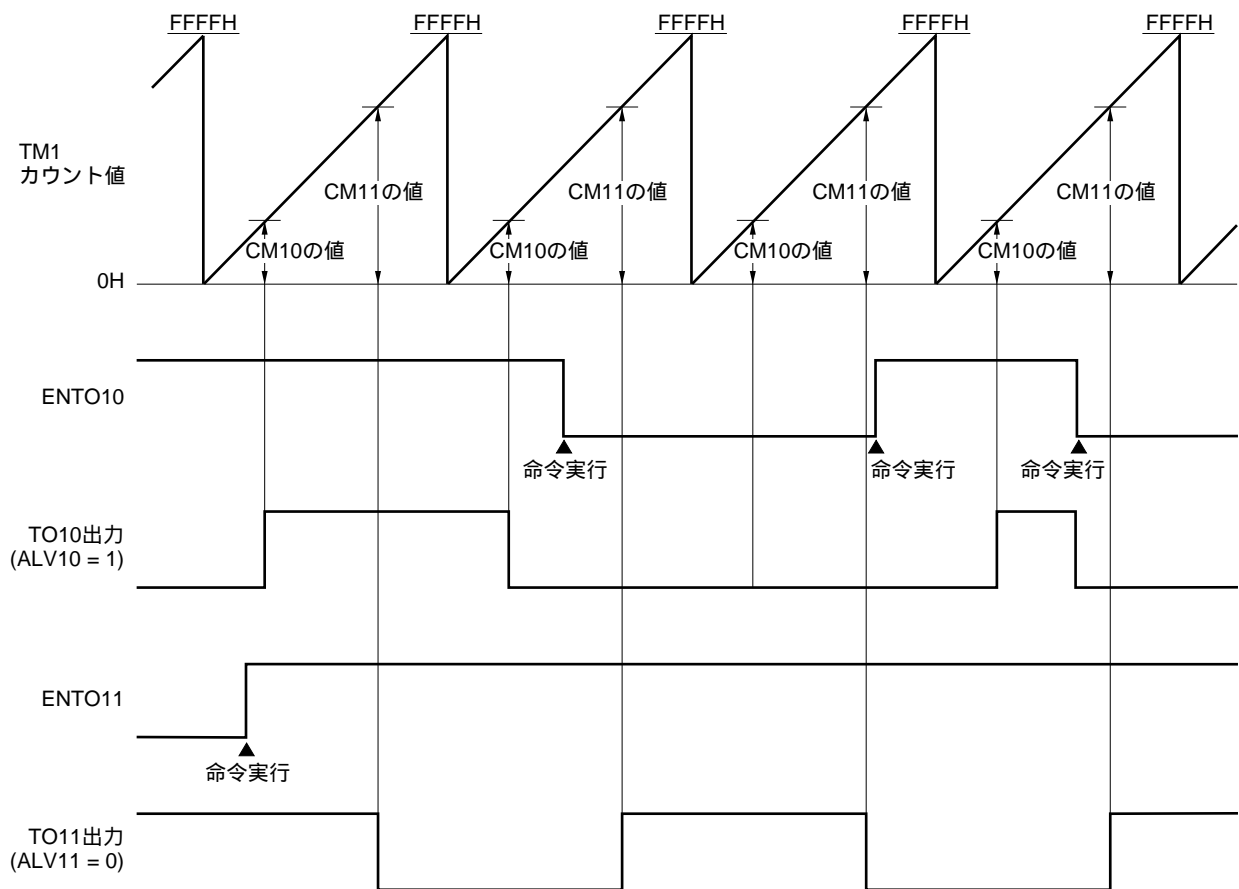 FFFFH
FFFFH
FFFFH
FFFFH
FFFFH
TM1
カウント値
CM11の値
CM11の値
CM11の値
CM11の値
CM10の値
CM10の値
CM10の値
CM10の値
0H
ENTO10
命令実行
命令実行
命令実行
TO10出力
(ALV10 = 1)
ENTO11
命令実行
TO11出力
(ALV11 = 0)